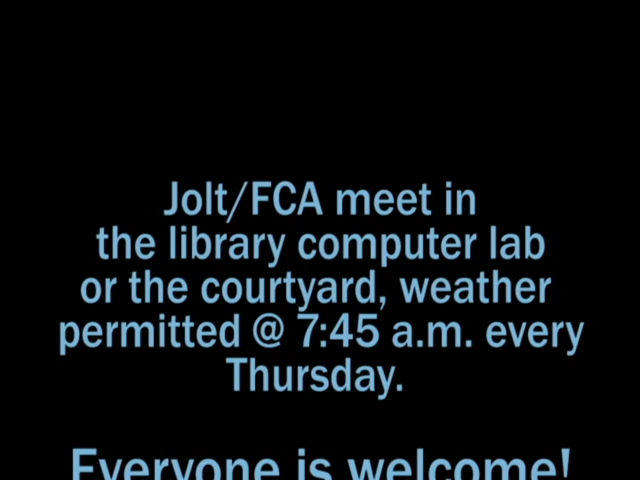 Jolt/FCA meet in
the library computer lab
or the courtyard, weather
permitted @ 7:45 a.m. every
Thursday.
Everyone is welcome!